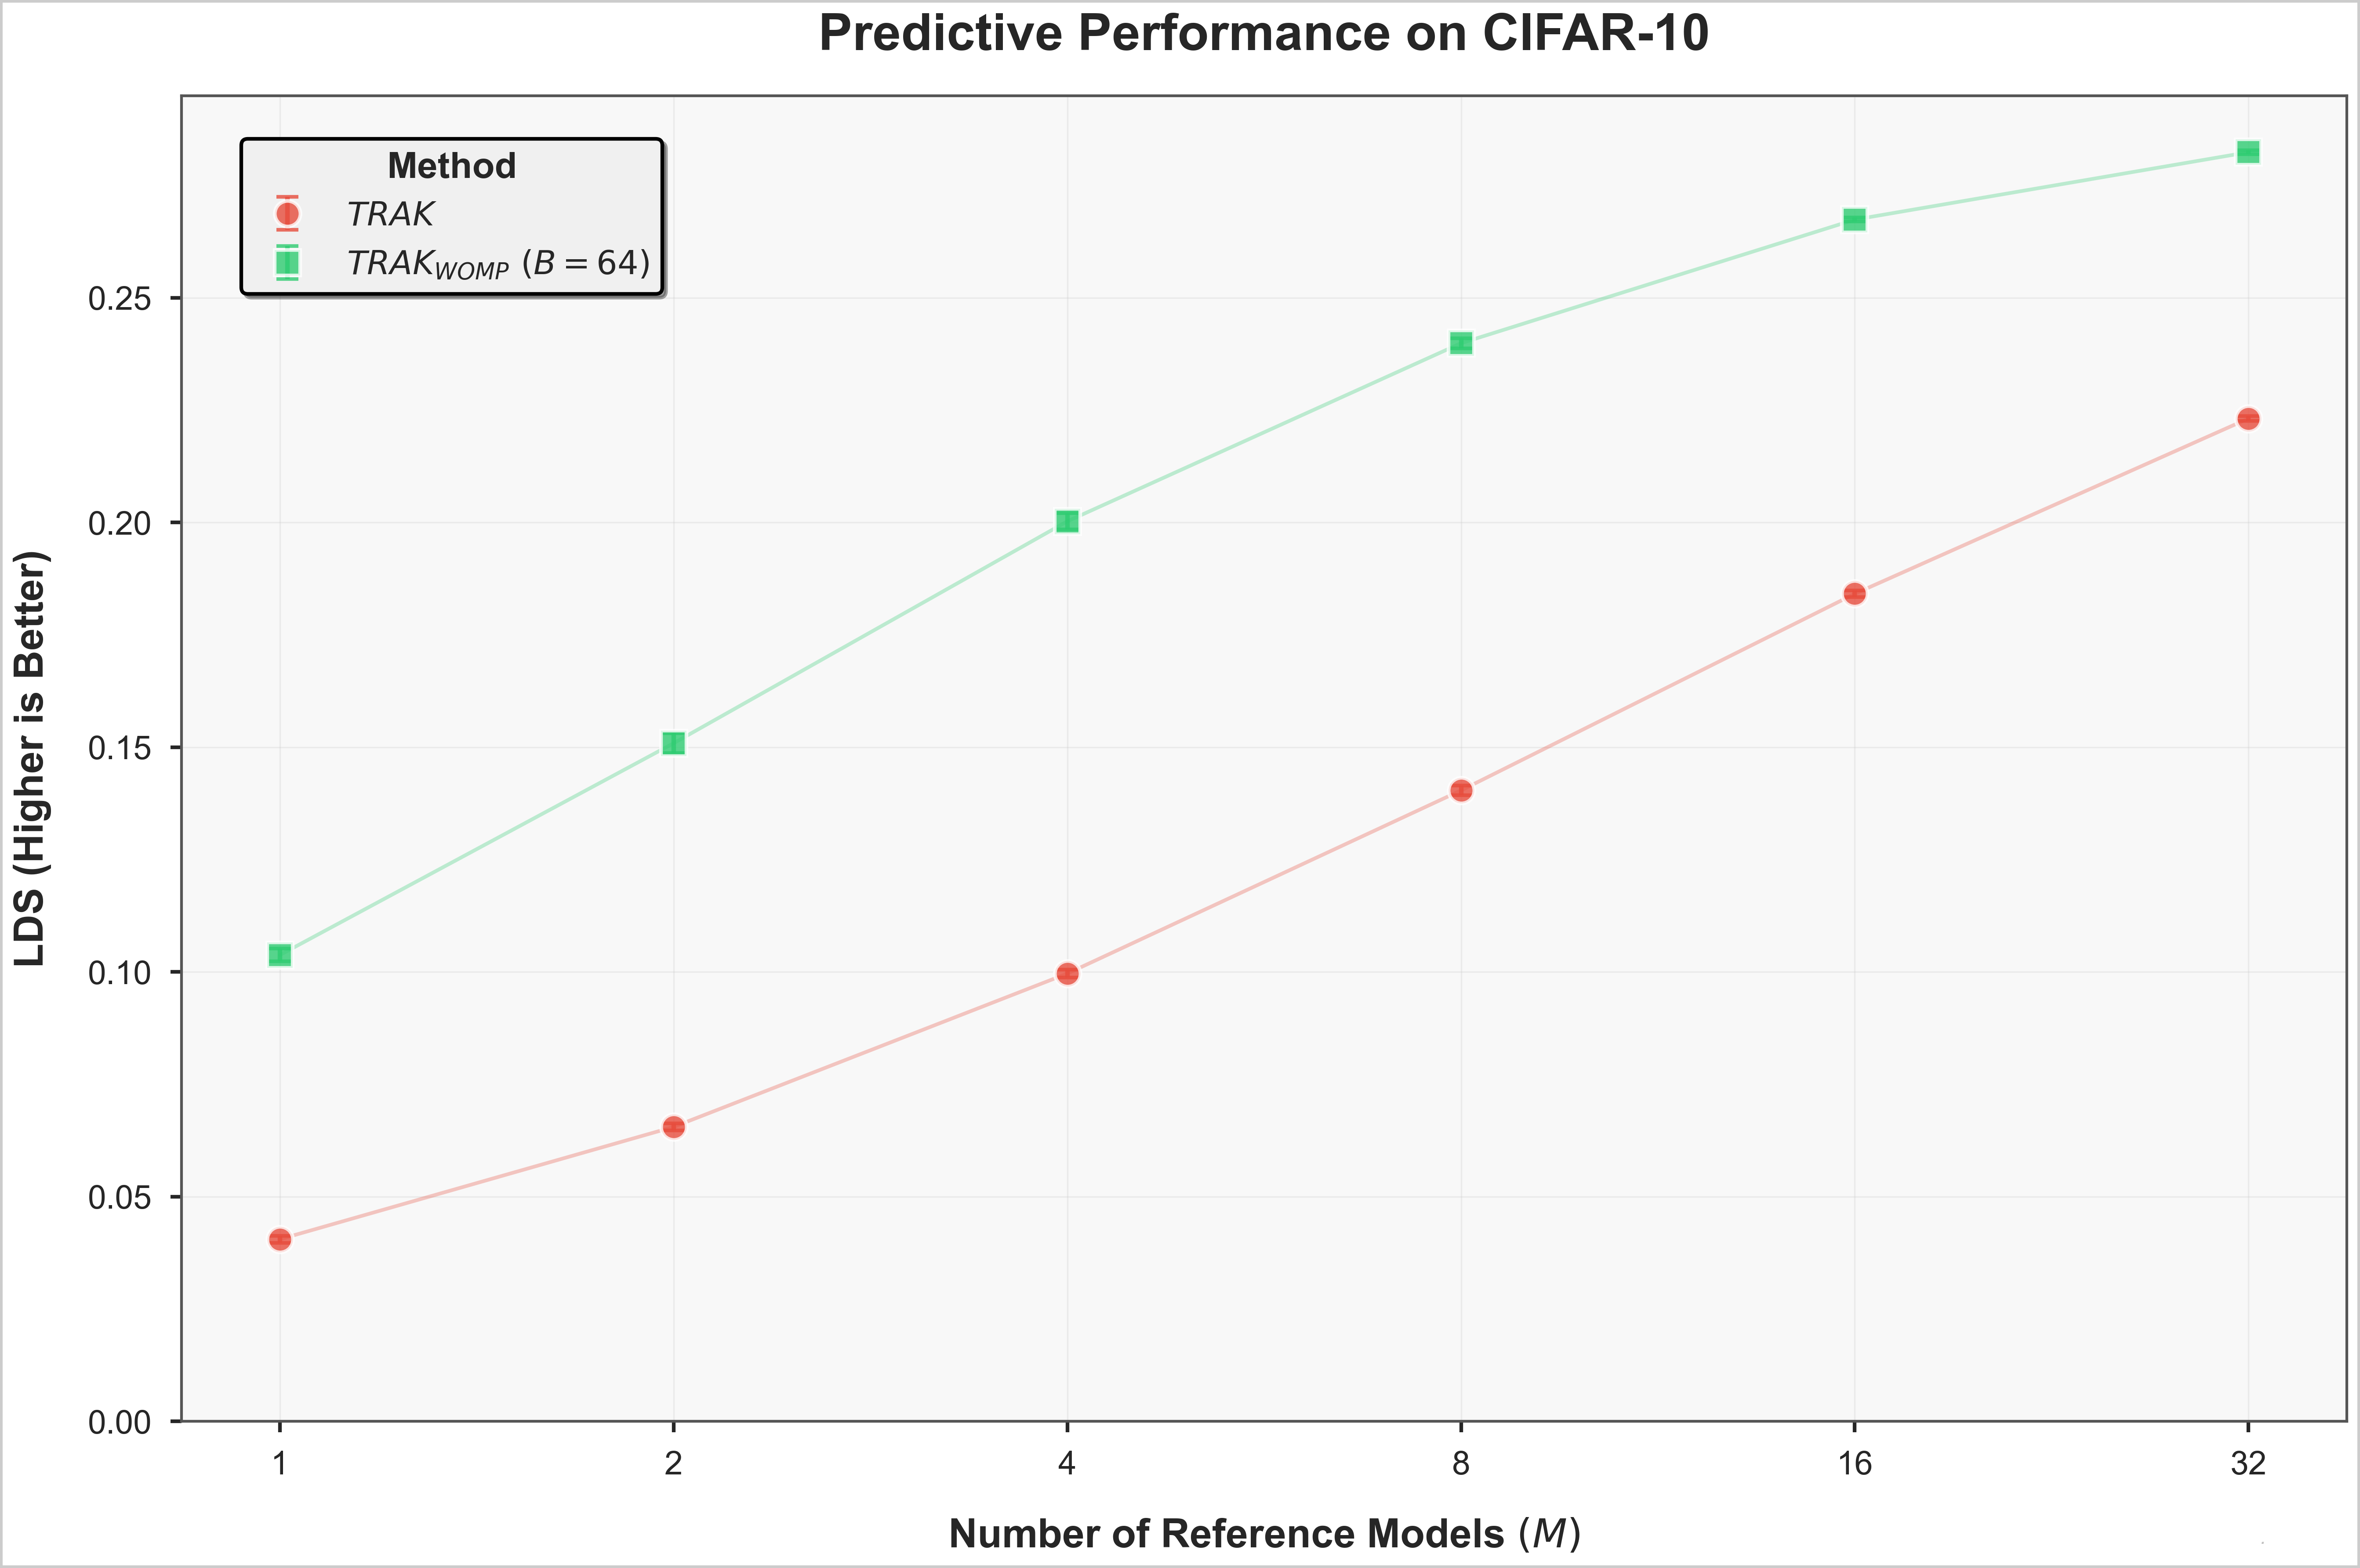 Predictive Performance on CIFAR-10
Method
TRAK
TRAK_WOMP (B = 64)
LDS (Higher is Better)
0.25
0.20
0.15
0.10
0.05
0.00
1 2 4 8 16 32
Number of Reference Models (M)